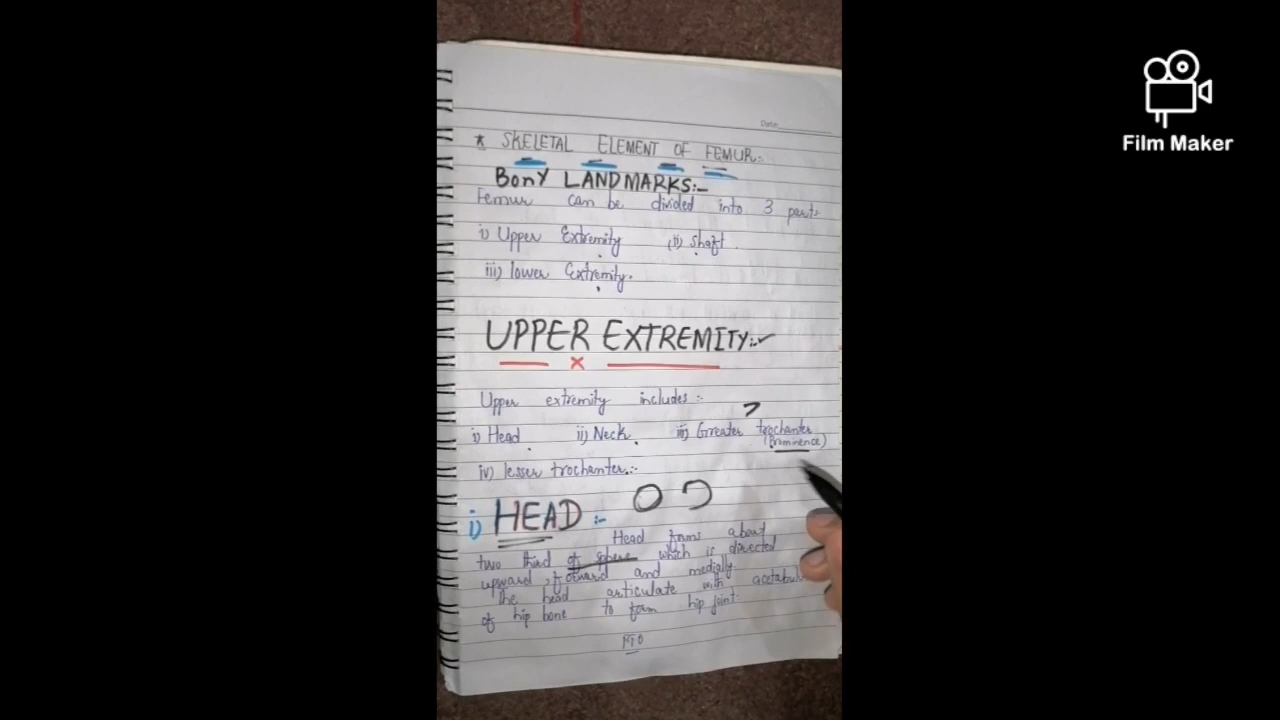 Date:
* SKELETAL ELEMENT OF FEMUR:-
BONY LANDMARKS:-
Femur can be divided into 3 parts
i) Upper Extremity (ii) Shaft.
iii) lower Extremity.
UPPER EXTREMITY:-
Upper extremity includes:-
i) Head ii) Neck iii) Greater trochanter
(Prominence)
iv) lesser trochanter:-
i) HEAD :-
Head forms about
two third of sphere which is directed
upward, forward and medially.
The head articulate with
of hip bone to form hip joint.
PTO
Film Maker